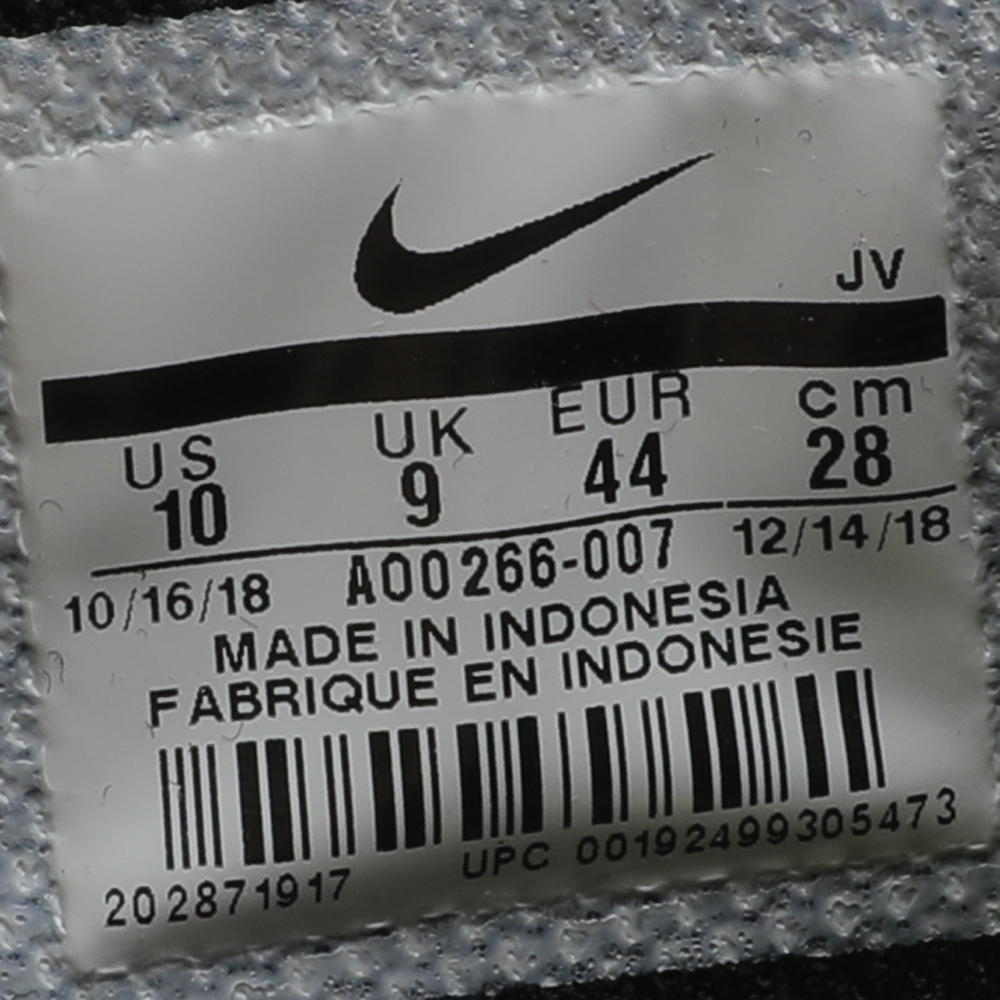 JV
US UK EUR cm
10 9 44 28
10/16/18 AO0266-007 12/14/18
MADE IN INDONESIA
FABRIQUE EN INDONESIE
202871917 UPC 00192499305473